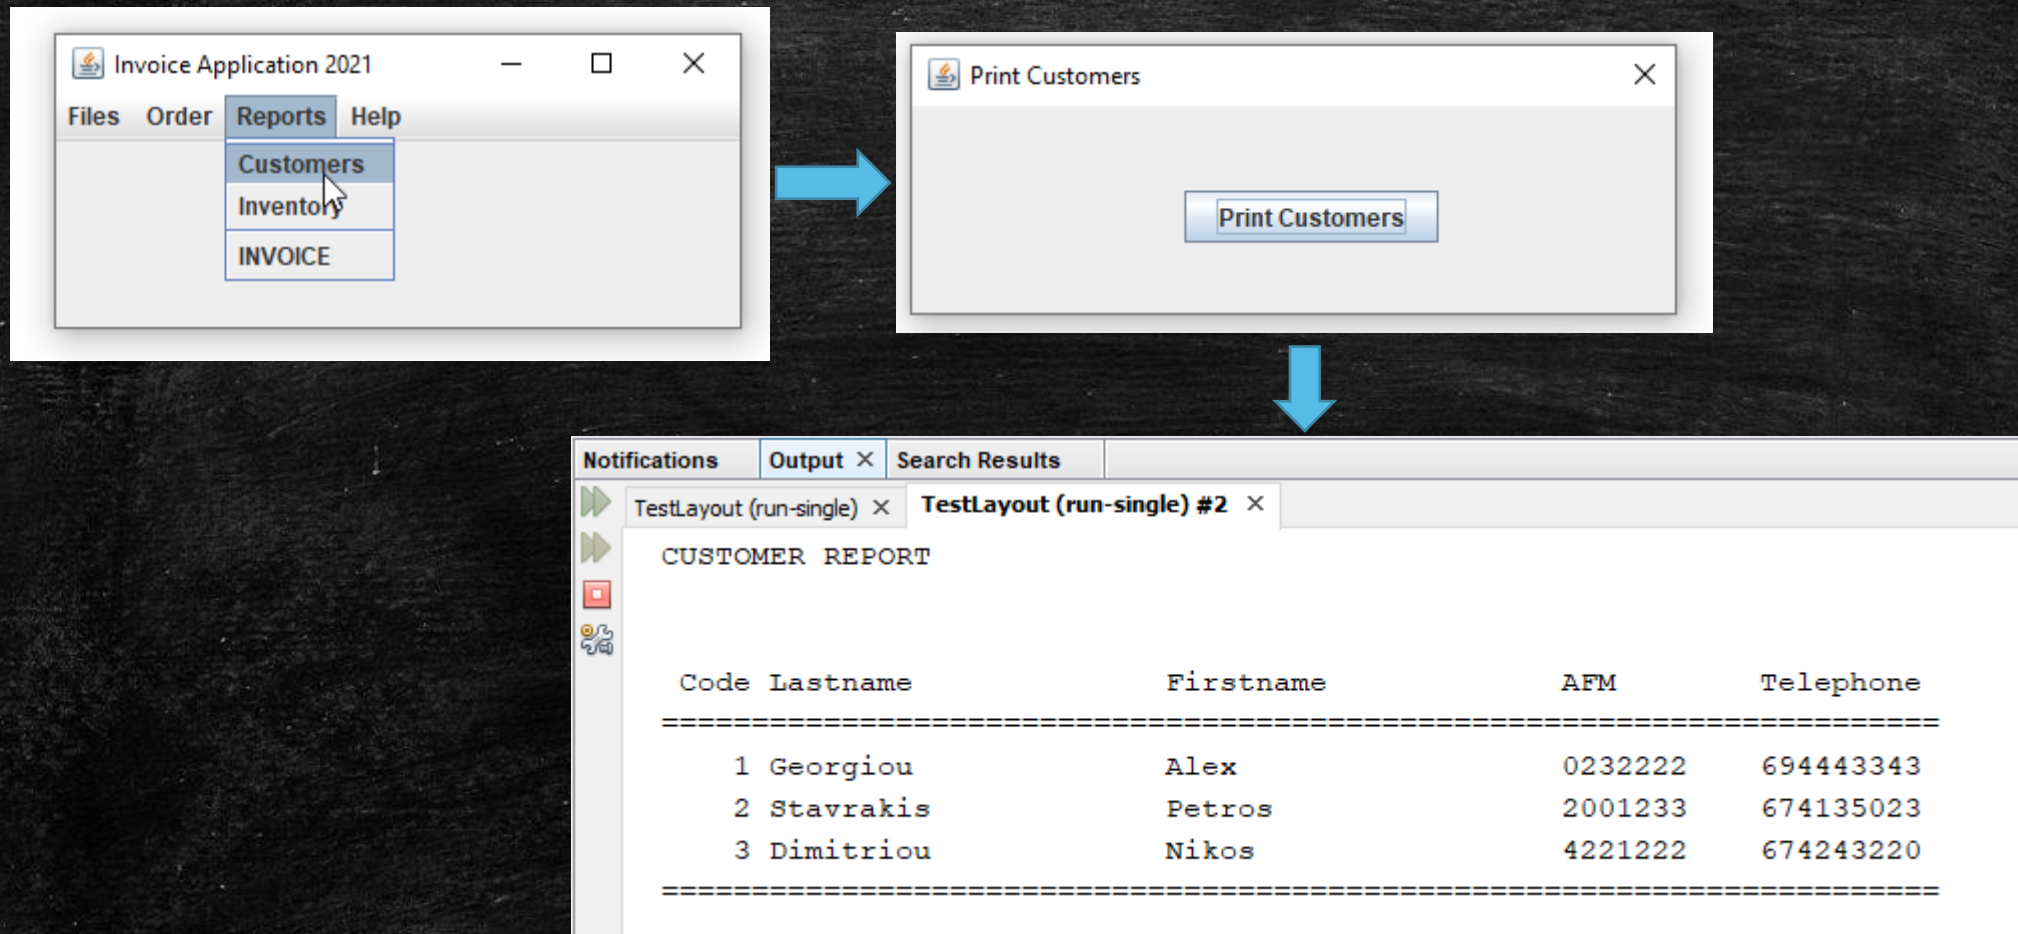 Invoice Application 2021
Files Order Reports Help
Customers
Inventory
INVOICE
Print Customers
Print Customers
Notifications Output Search Results
TestLayout (run-single) TestLayout (run-single) #2
CUSTOMER REPORT
Code Lastname Firstname AFM Telephone
=======================================================================
1 Georgiou Alex 0232222 694443343
2 Stavrakis Petros 2001233 674135023
3 Dimitriou Nikos 4221222 674243220
=======================================================================